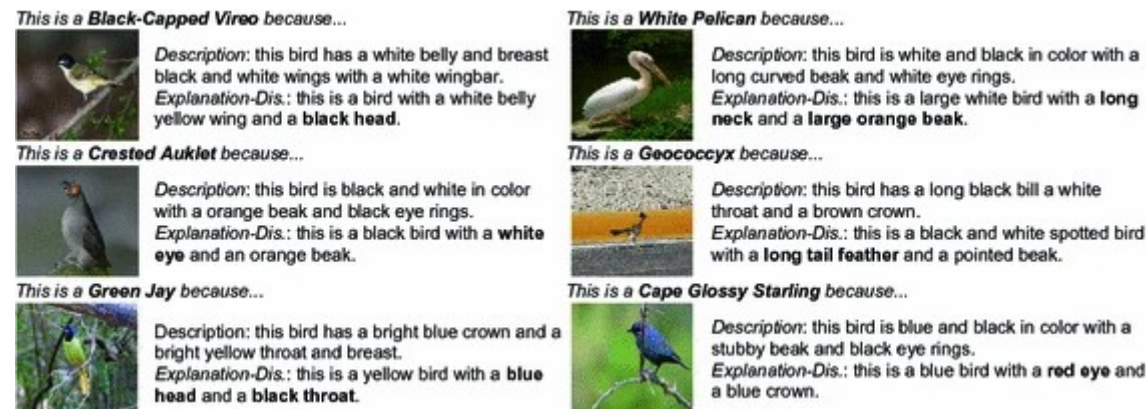 This is a Black-Capped Vireo because...
Description: this bird has a white belly and breast
black and white wings with a white wingbar.
Explanation-Dis.: this is a bird with a white belly
yellow wing and a black head.
This is a Crested Auklet because...
Description: this bird is black and white in color
with a orange beak and black eye rings.
Explanation-Dis.: this is a black bird with a white
eye and an orange beak.
This is a Green Jay because...
Description: this bird has a bright blue crown and a
bright yellow throat and breast.
Explanation-Dis.: this is a yellow bird with a blue
head and a black throat.
This is a White Pelican because...
Description: this bird is white and black in color with a
long curved beak and white eye rings.
Explanation-Dis.: this is a large white bird with a long
neck and a large orange beak.
This is a Geococcyx because...
Description: this bird has a long black bill a white
throat and a brown crown.
Explanation-Dis.: this is a black and white spotted bird
with a long tail feather and a pointed beak.
This is a Cape Glossy Starling because...
Description: this bird is blue and black in color with a
stubby beak and black eye rings.
Explanation-Dis.: this is a blue bird with a red eye and
a blue crown.